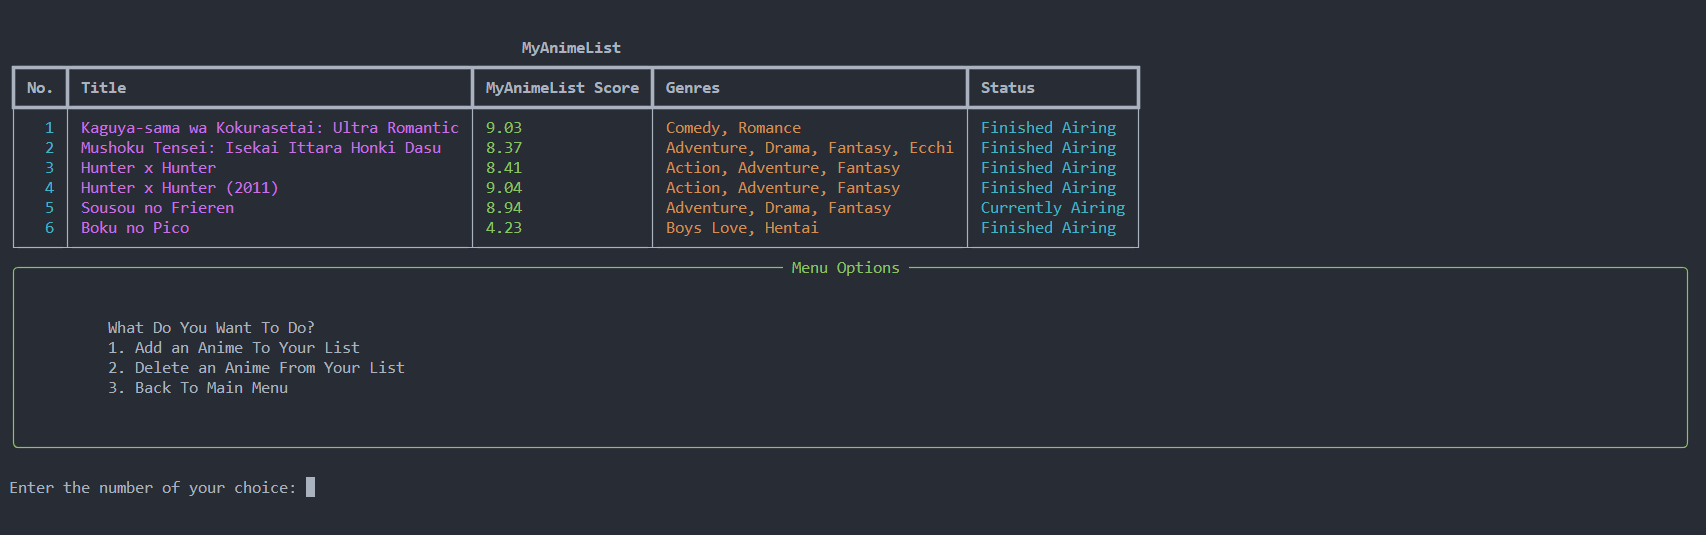 MyAnimeList
No. Title MyAnimeList Score Genres Status
1 Kaguya-sama wa Kokurasetai: Ultra Romantic 9.03 Comedy, Romance Finished Airing
2 Mushoku Tensei: Isekai Ittara Honki Dasu 8.37 Adventure, Drama, Fantasy, Ecchi Finished Airing
3 Hunter x Hunter 8.41 Action, Adventure, Fantasy Finished Airing
4 Hunter x Hunter (2011) 9.04 Action, Adventure, Fantasy Finished Airing
5 Sousou no Frieren 8.94 Adventure, Drama, Fantasy Currently Airing
6 Boku no Pico 4.23 Boys Love, Hentai Finished Airing
Menu Options
What Do You Want To Do?
1. Add an Anime To Your List
2. Delete an Anime From Your List
3. Back To Main Menu
Enter the number of your choice: